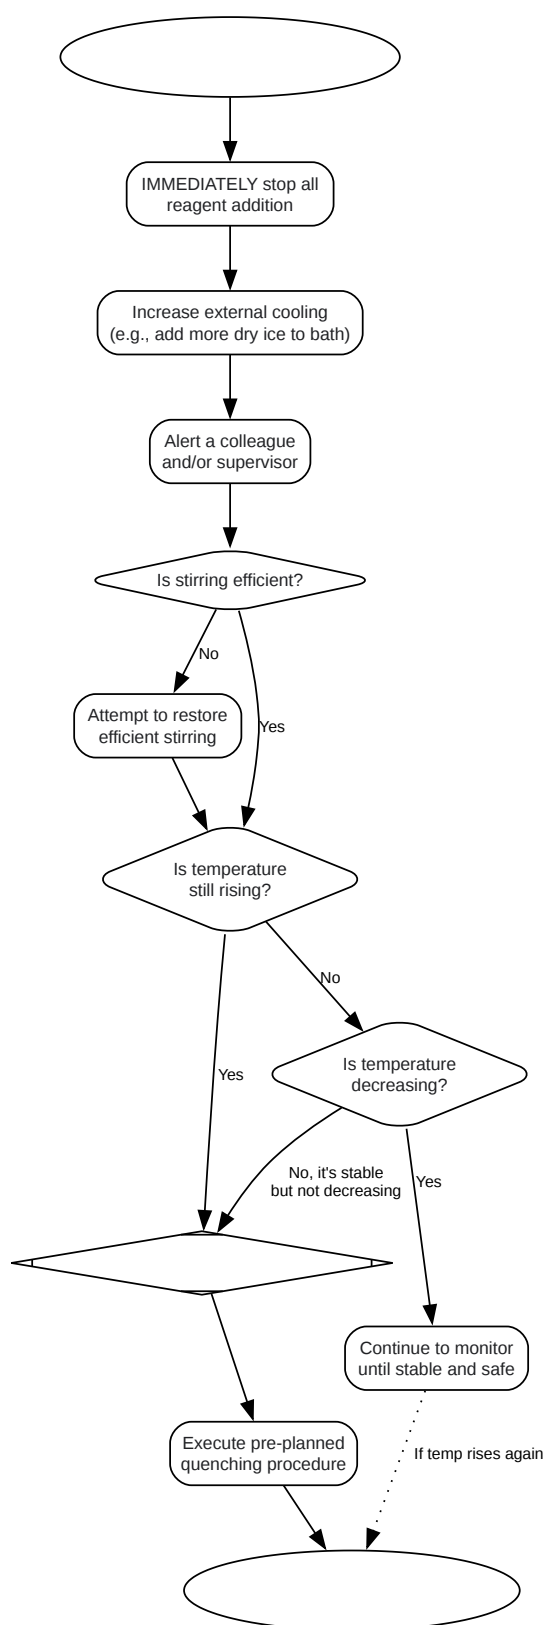 IMMEDIATELY stop all
reagent addition
Increase external cooling
(e.g., add more dry ice to bath)
Alert a colleague
and/or supervisor
Is stirring efficient?
No
Attempt to restore
efficient stirring
Yes
Is temperature
still rising?
No
Is temperature
decreasing?
Yes
No, it's stable
but not decreasing
Yes
Continue to monitor
until stable and safe
Execute pre-planned
quenching procedure
If temp rises again